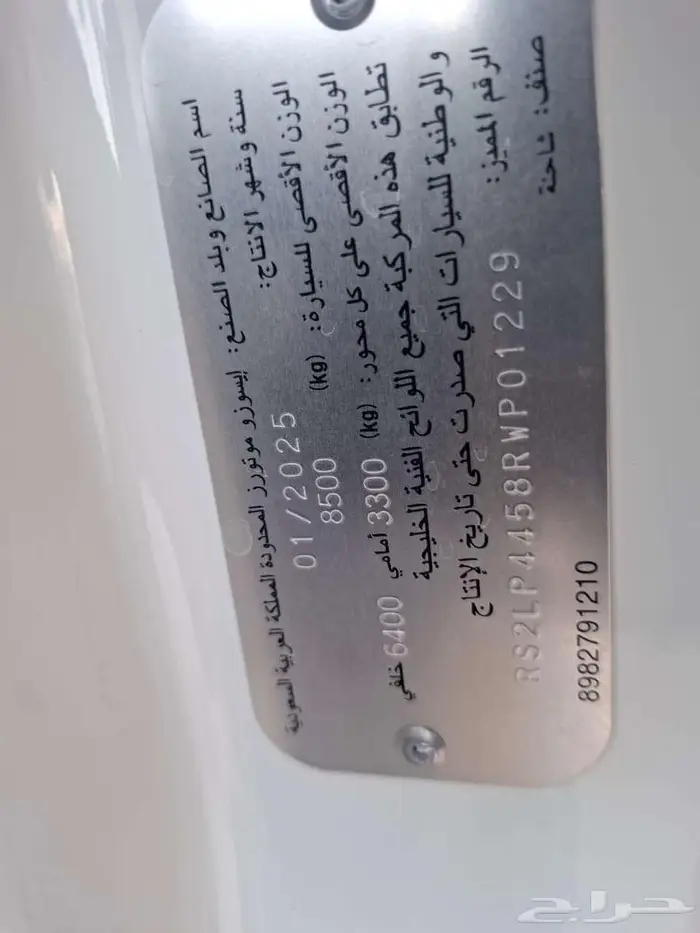 اسم الصانع وبلد الصنع: إيسوزو موتورز المحدودة المملكة العربية السعودية
سنة وشهر الانتاج: 01/2025
الوزن الأقصى للسيارة: (kg) 8500
الوزن الأقصى على كل محور: (kg) 3300 أمامي 6400 خلفي
تطابق هذه المركبة جميع اللوائح الفنية الخليجية
والوطنية للسيارات التي صدرت حتى تاريخ الإنتاج
الرقم المميز: RS2LP4458RWP01229
صنف: شاحنة
8982791210
حراج